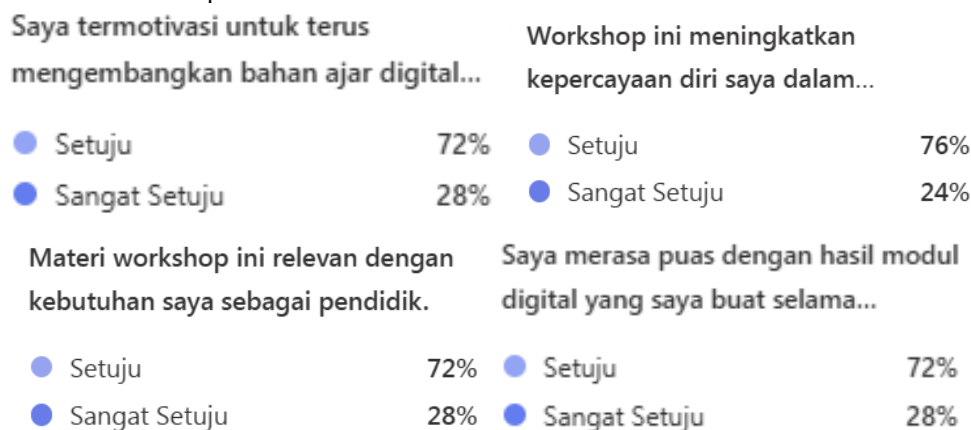 Saya termotivasi untuk terus
mengembangkan bahan ajar digital...
Setuju 72%
Sangat Setuju 28%
Workshop ini meningkatkan
kepercayaan diri saya dalam...
Setuju 76%
Sangat Setuju 24%
Materi workshop ini relevan dengan
kebutuhan saya sebagai pendidik.
Setuju 72%
Sangat Setuju 28%
Saya merasa puas dengan hasil modul
digital yang saya buat selama...
Setuju 72%
Sangat Setuju 28%